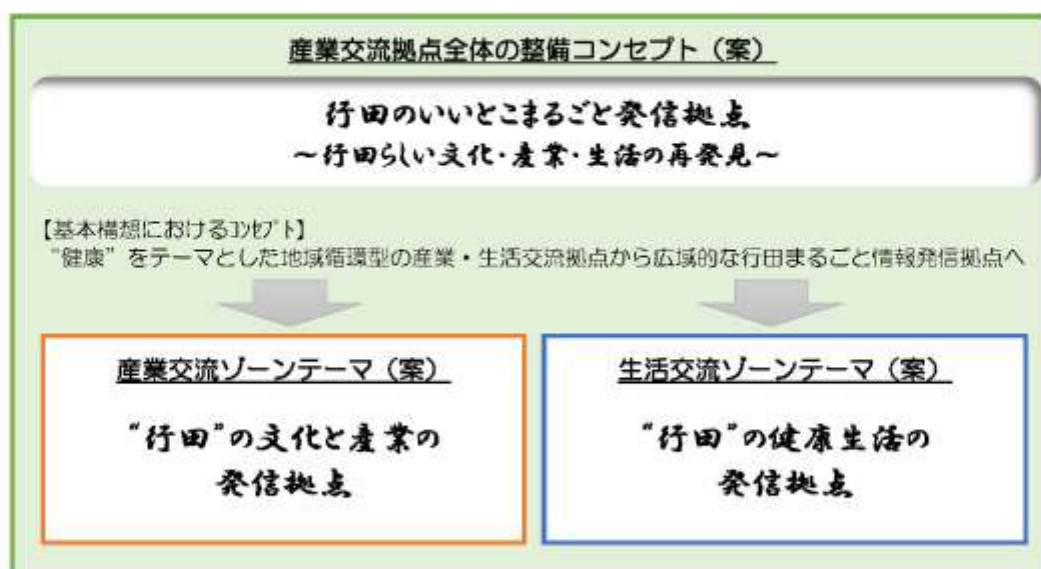 産業交流拠点全体の整備コンセプト（案）
行田のいいとこまるごと発信拠点
～行田らしい文化・産業・生活の再発見～
【基本構想におけるｺﾝｾﾌﾟﾄ】
“健康”をテーマとした地域循環型の産業・生活交流拠点から広域的な行田まるごと情報発信拠点へ
産業交流ゾーンテーマ（案）
“行田”の文化と産業の
発信拠点
生活交流ゾーンテーマ（案）
“行田”の健康生活の
発信拠点